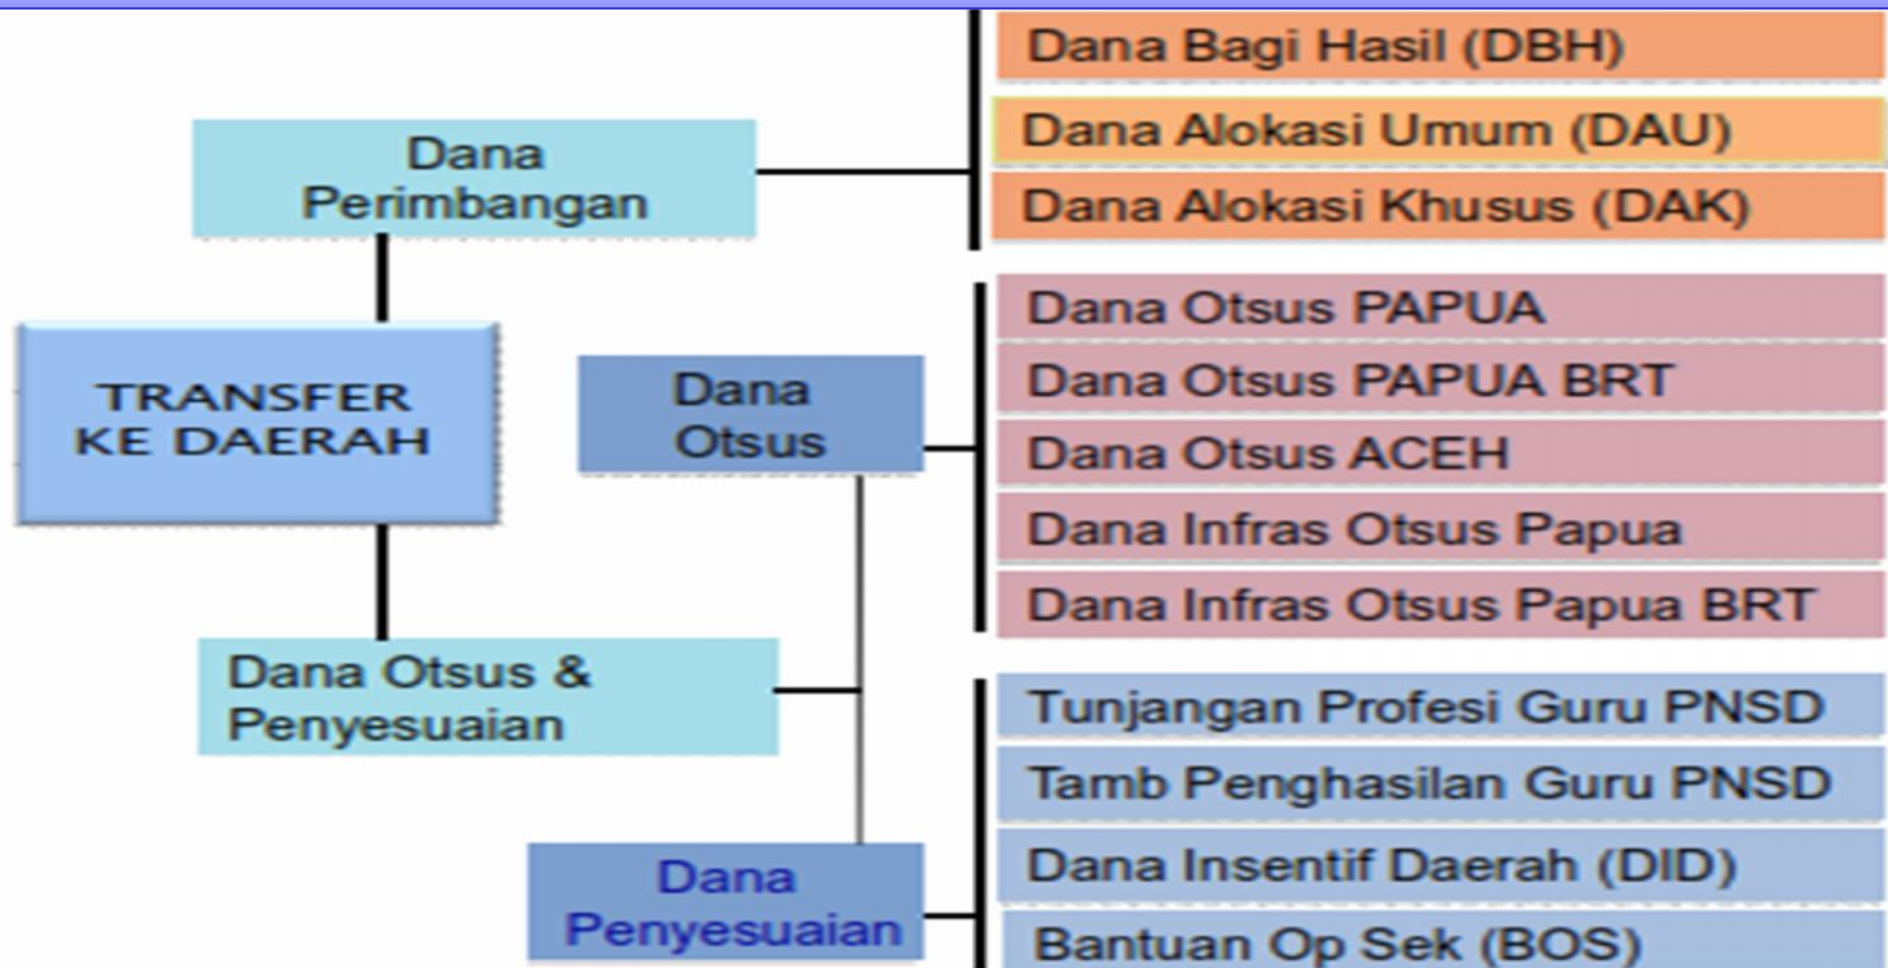 Dana Bagi Hasil (DBH)
Dana Alokasi Umum (DAU)
Dana Alokasi Khusus (DAK)
Dana
Perimbangan
TRANSFER
KE DAERAH
Dana
Otsus
Dana Otsus PAPUA
Dana Otsus PAPUA BRT
Dana Otsus ACEH
Dana Infras Otsus Papua
Dana Infras Otsus Papua BRT
Dana Otsus &
Penyesuaian
Dana
Penyesuaian
Tunjangan Profesi Guru PNSD
Tamb Penghasilan Guru PNSD
Dana Insentif Daerah (DID)
Bantuan Op Sek (BOS)